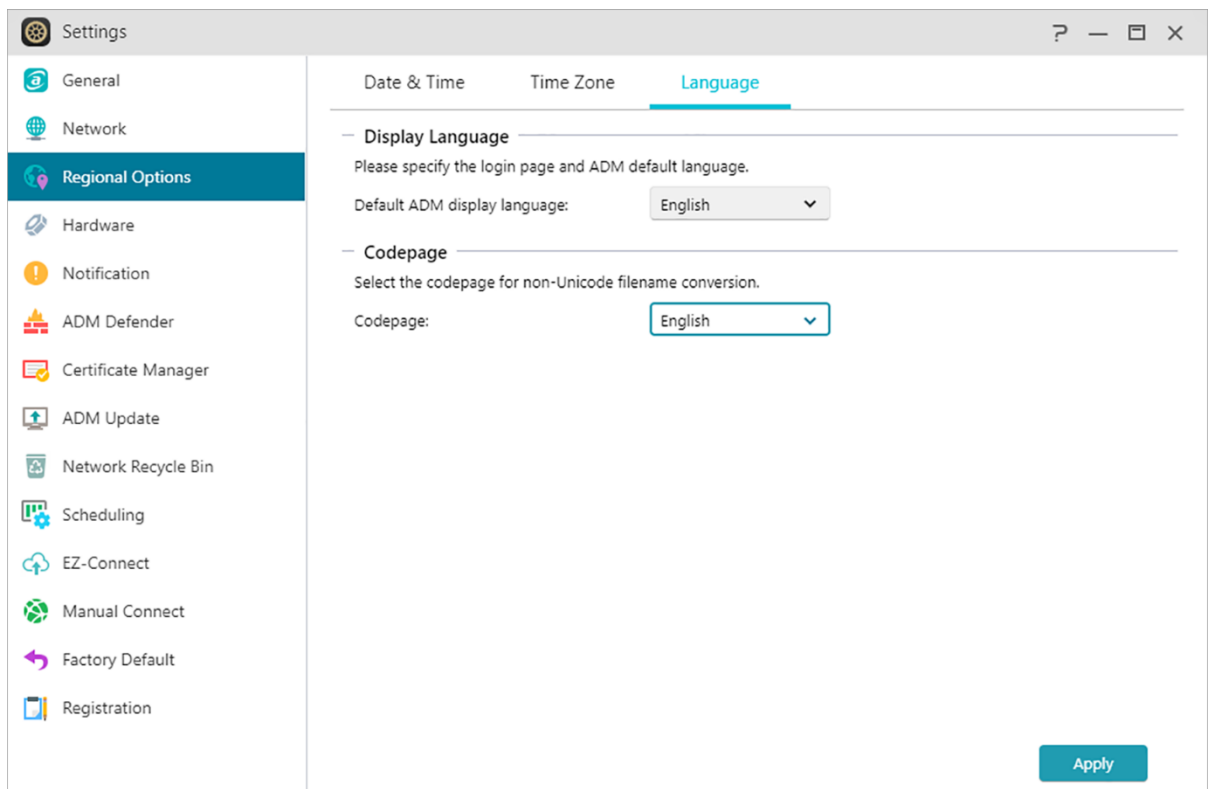 Settings
General
Network
Regional Options
Hardware
Notification
ADM Defender
Certificate Manager
ADM Update
Network Recycle Bin
Scheduling
EZ-Connect
Manual Connect
Factory Default
Registration
Date & Time Time Zone Language
Display Language
Please specify the login page and ADM default language.
Default ADM display language: English
Codepage
Select the codepage for non-Unicode filename conversion.
Codepage: English
Apply